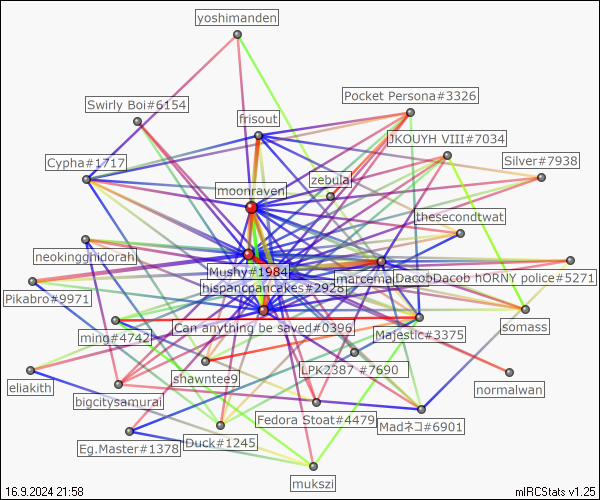 yoshimanden
Swirly Boi#6154
Pocket Persona#3326
frisout
JKOUYH VIII#7034
Cypha#1717
Silver#7938
zebulal
moonraven
thesecondtwat
neokingghidorah
Mushy#1984
DacobDacob hORNY police#5271
marcema
hispancpancakes#292
Pikabro#9971
Can anything be saved#0396
Majestic#3375
somass
ming#4742
LPK2387 #7690
shawntee9
eliakith
normalwan
bigcitysamurai
Fedora Stoat#4479
Madネコ#6901
Duck#1245
Eg.Master#1378
mukszi
16.9.2024 21:58
mIRCStats v1.25